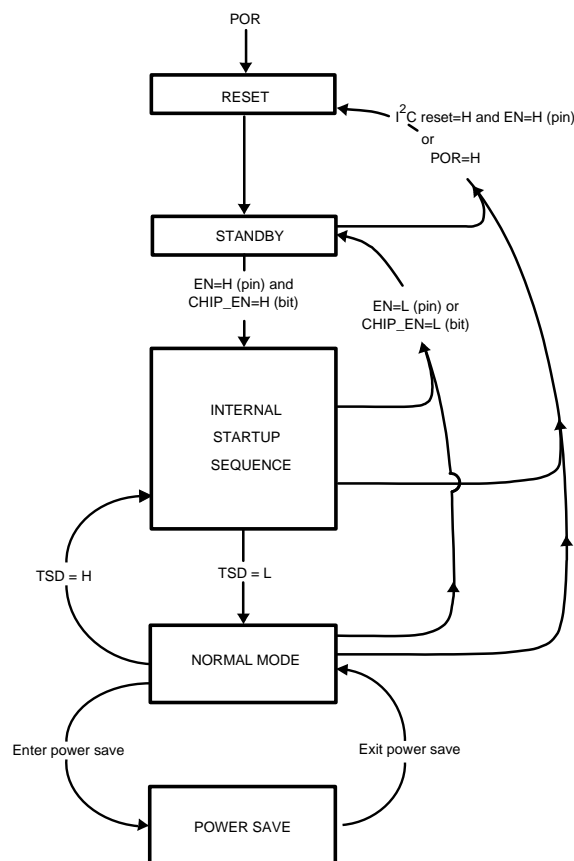 POR
RESET
I2C reset=H and EN=H (pin)
or
POR=H
STANDBY
EN=H (pin) and
CHIP_EN=H (bit)
EN=L (pin) or
CHIP_EN=L (bit)
INTERNAL
STARTUP
SEQUENCE
TSD = H
TSD = L
NORMAL MODE
Enter power save
Exit power save
POWER SAVE